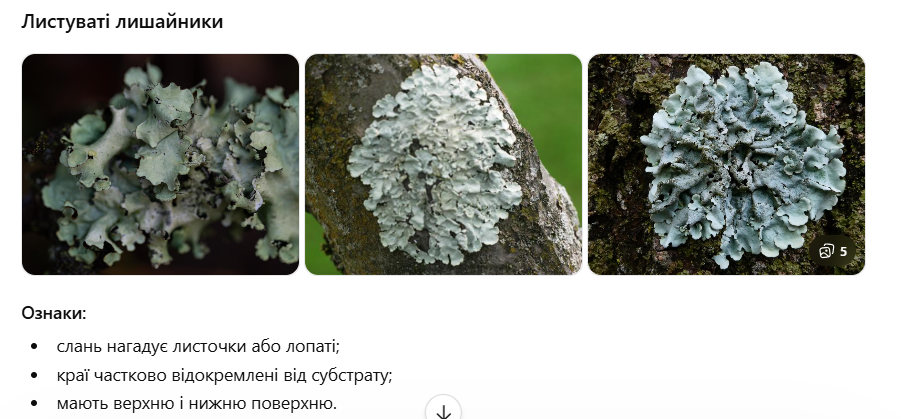 Листуваті лишайники
5
Ознаки:
• слань нагадує листочки або лопаті;
• краї частково відокремлені від субстрату;
• мають верхню і нижню поверхню.